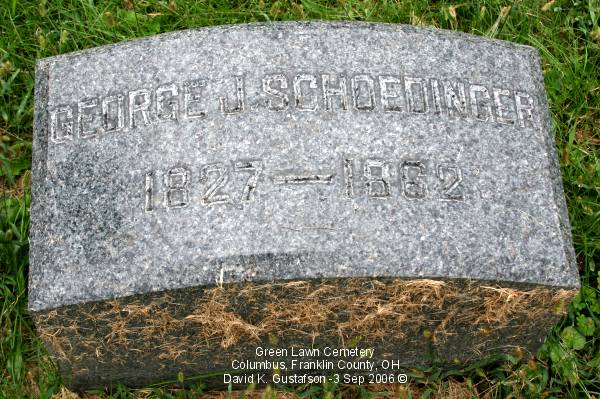 GEORGE J. SCHOEDINGER
1827—1862.
Green Lawn Cemetery
Columbus, Franklin County, OH
David K. Gustafson -3 Sep 2006 ©